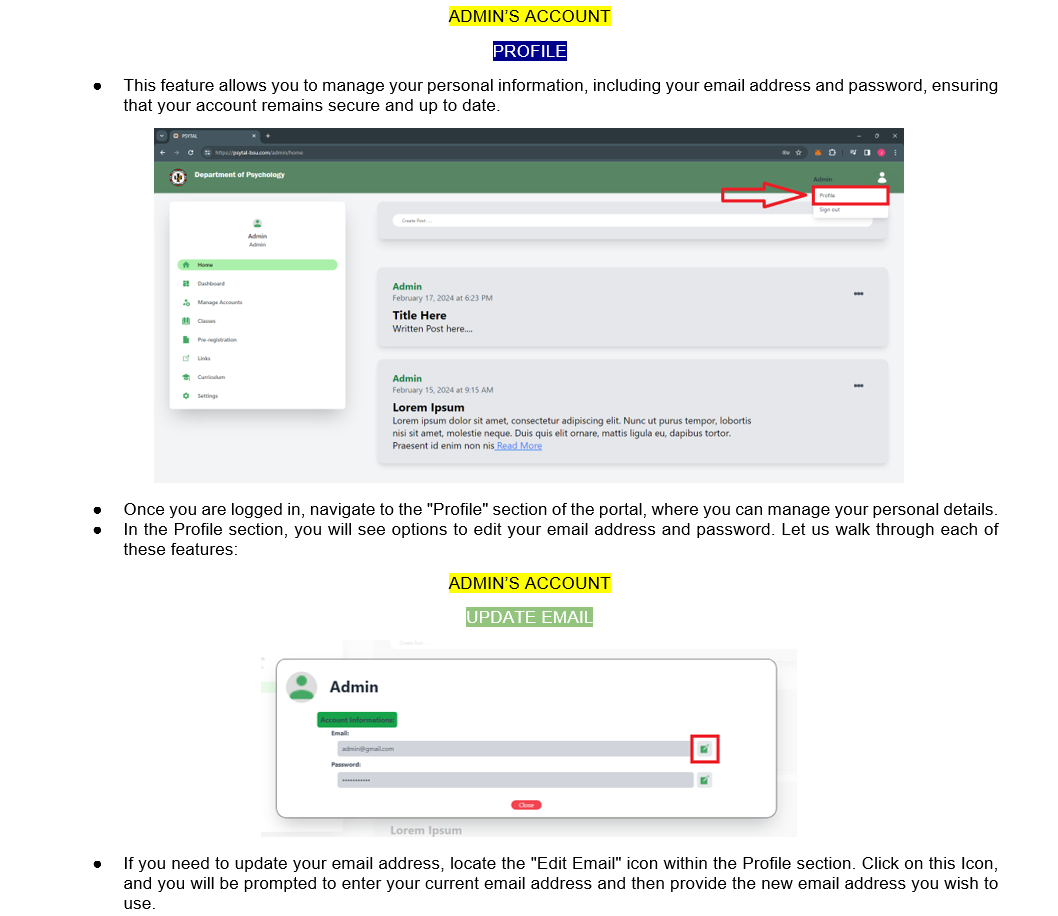 ADMIN'S ACCOUNT
PROFILE
● This feature allows you to manage your personal information, including your email address and password, ensuring
that your account remains secure and up to date.
PSYTAL
https://psytal-bsu.com/admin/home
Department of Psychology
Admin
Profile
Sign out
Admin
Admin
Home
Dashboard
Manage Accounts
Classes
Pre-registration
Links
Curriculum
Settings
Create Post ...
Admin
February 17, 2024 at 6:23 PM
Title Here
Written Post here....
Admin
February 15, 2024 at 9:15 AM
Lorem Ipsum
Lorem ipsum dolor sit amet, consectetur adipiscing elit. Nunc ut purus tempor, lobortis
nisi sit amet, molestie neque. Duis quis elit ornare, mattis ligula eu, dapibus tortor.
Praesent id enim non nis Read More
● Once you are logged in, navigate to the "Profile" section of the portal, where you can manage your personal details.
● In the Profile section, you will see options to edit your email address and password. Let us walk through each of
these features:
ADMIN'S ACCOUNT
UPDATE EMAIL
Create Post ...
Admin
Account Informations:
Email:
admin@gmail.com
Password:
•••••••••••
Close
Lorem Ipsum
● If you need to update your email address, locate the "Edit Email" icon within the Profile section. Click on this Icon,
and you will be prompted to enter your current email address and then provide the new email address you wish to
use.